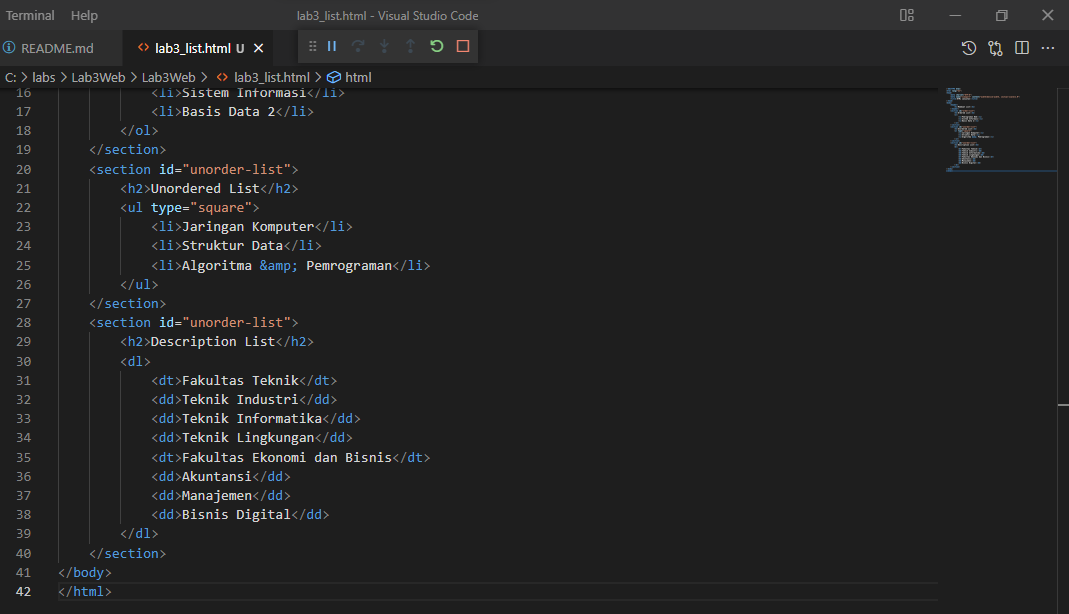 Terminal Help lab3_list.html - Visual Studio Code
README.md lab3_list.html U
C: > labs > Lab3Web > Lab3Web > lab3_list.html > html
16 <li>Sistem Informasi</li>
17 <li>Basis Data 2</li>
18 </ol>
19 </section>
20 <section id="unorder-list">
21 <h2>Unordered List</h2>
22 <ul type="square">
23 <li>Jaringan Komputer</li>
24 <li>Struktur Data</li>
25 <li>Algoritma &amp; Pemrograman</li>
26 </ul>
27 </section>
28 <section id="unorder-list">
29 <h2>Description List</h2>
30 <dl>
31 <dt>Fakultas Teknik</dt>
32 <dd>Teknik Industri</dd>
33 <dd>Teknik Informatika</dd>
34 <dd>Teknik Lingkungan</dd>
35 <dt>Fakultas Ekonomi dan Bisnis</dt>
36 <dd>Akuntansi</dd>
37 <dd>Manajemen</dd>
38 <dd>Bisnis Digital</dd>
39 </dl>
40 </section>
41 </body>
42 </html>